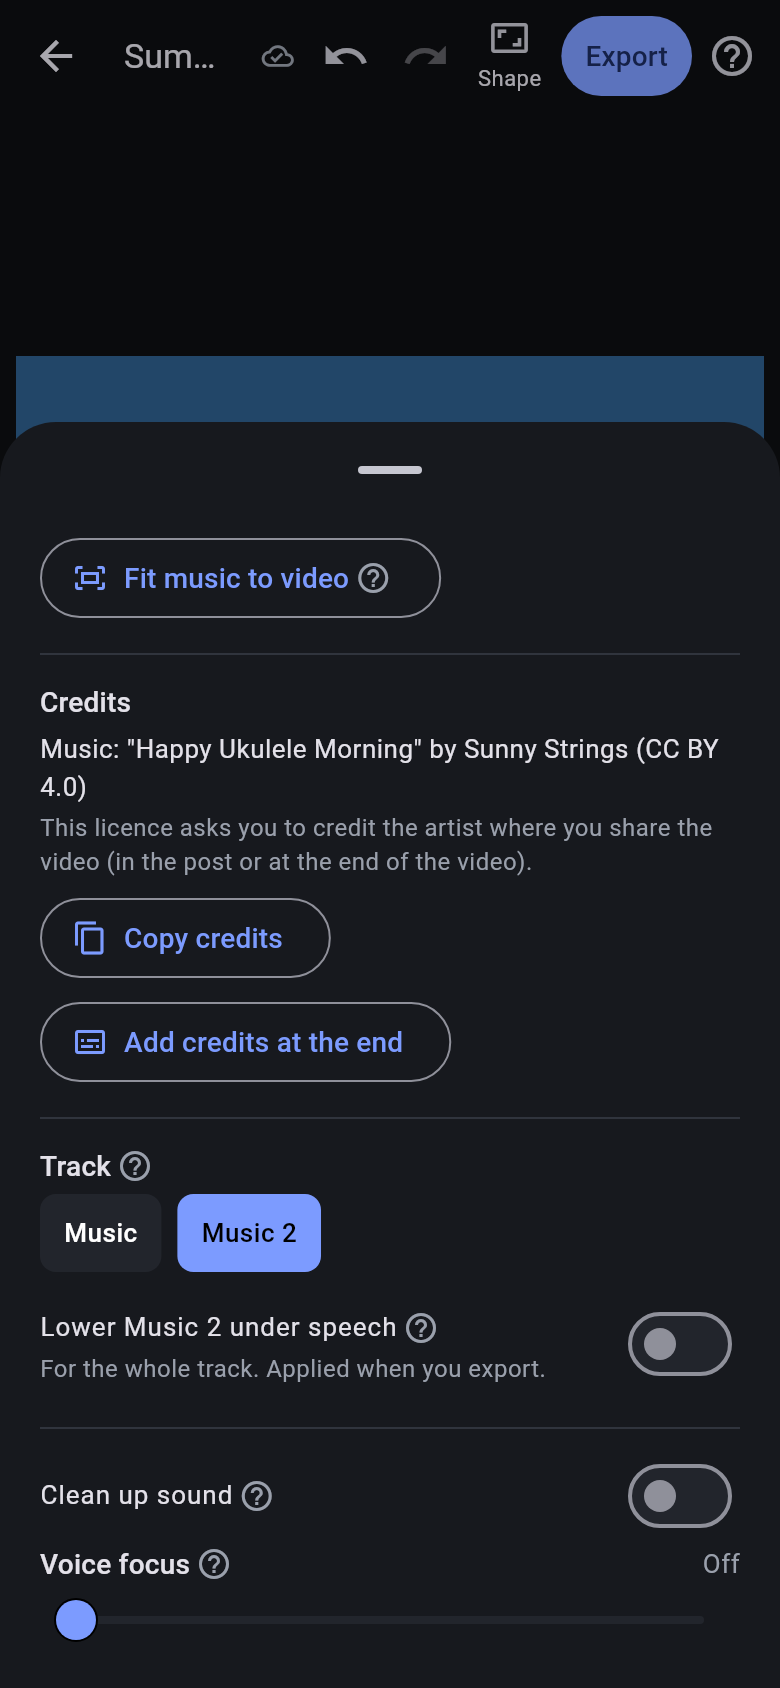 Sum...
Shape
Export
Fit music to video
Credits
Music: "Happy Ukulele Morning" by Sunny Strings (CC BY
4.0)
This licence asks you to credit the artist where you share the
video (in the post or at the end of the video).
Copy credits
Add credits at the end
Track
Music
Music 2
Lower Music 2 under speech
For the whole track. Applied when you export.
Clean up sound
Voice focus
Off